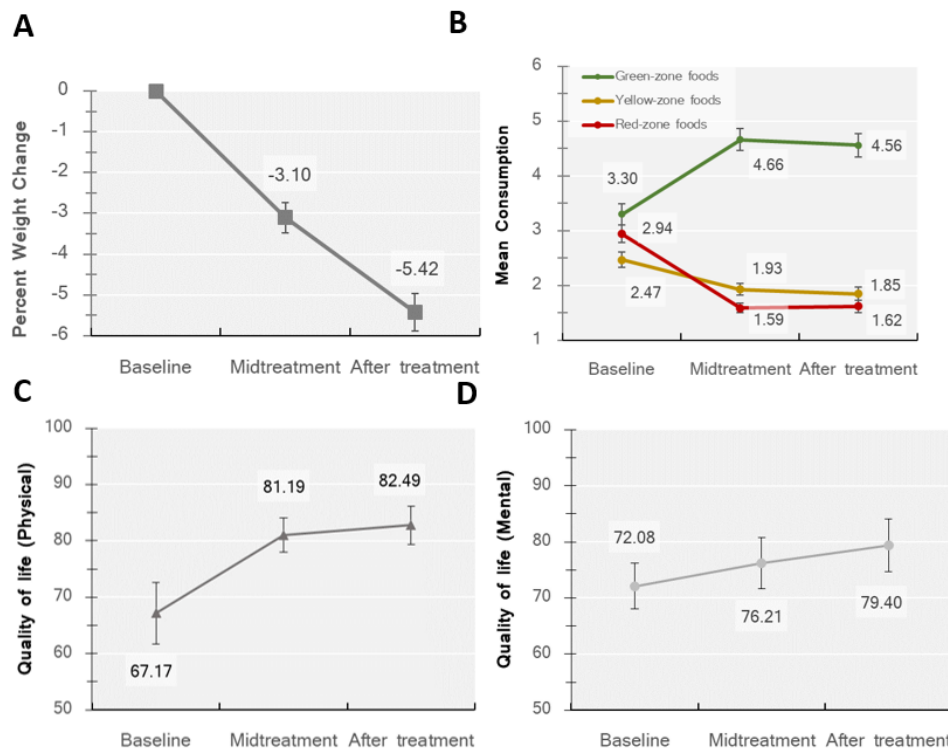 A
Percent Weight Change
0
-1
-2
-3
-4
-5
-6
-3.10
-5.42
Baseline Midtreatment After treatment
B
Mean Consumption
6
5
4
3
2
1
Green-zone foods
Yellow-zone foods
Red-zone foods
3.30
4.66
4.56
2.94
2.47
1.93
1.85
1.59
1.62
Baseline Midtreatment After treatment
C
Quality of life (Physical)
100
90
80
70
60
50
67.17
81.19
82.49
Baseline Midtreatment After treatment
D
Quality of life (Mental)
100
90
80
70
60
50
72.08
76.21
79.40
Baseline Midtreatment After treatment